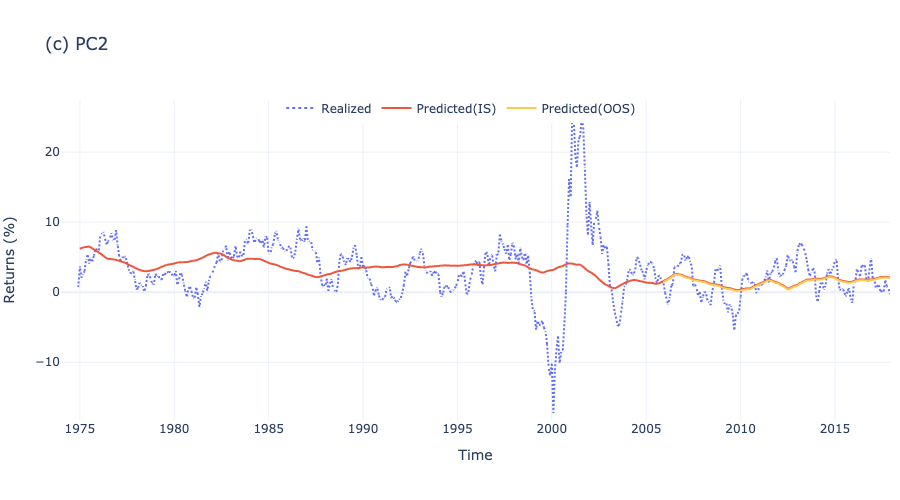 (c) PC2
Realized Predicted(IS) Predicted(OOS)
Returns (%)
20
10
0
−10
1975 1980 1985 1990 1995 2000 2005 2010 2015
Time